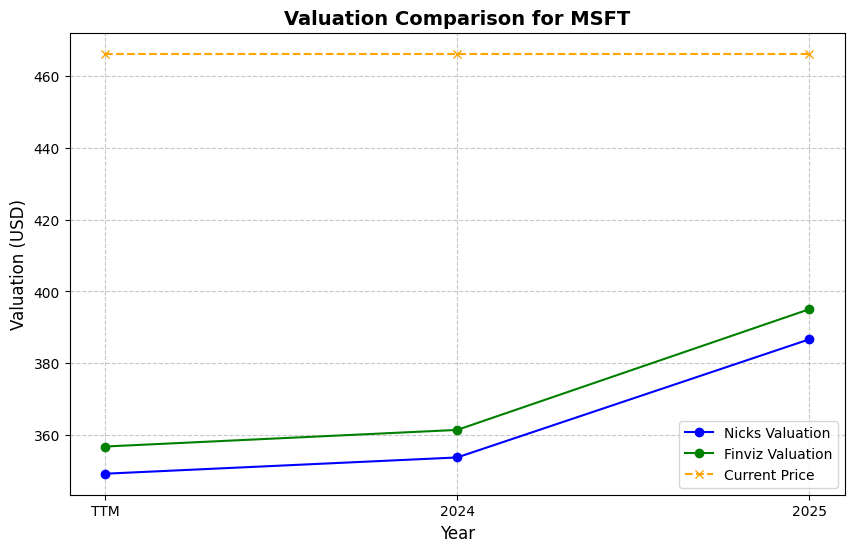 Valuation Comparison for MSFT
Valuation (USD)
460
440
420
400
380
360
TTM
2024
2025
Year
Nicks Valuation
Finviz Valuation
Current Price